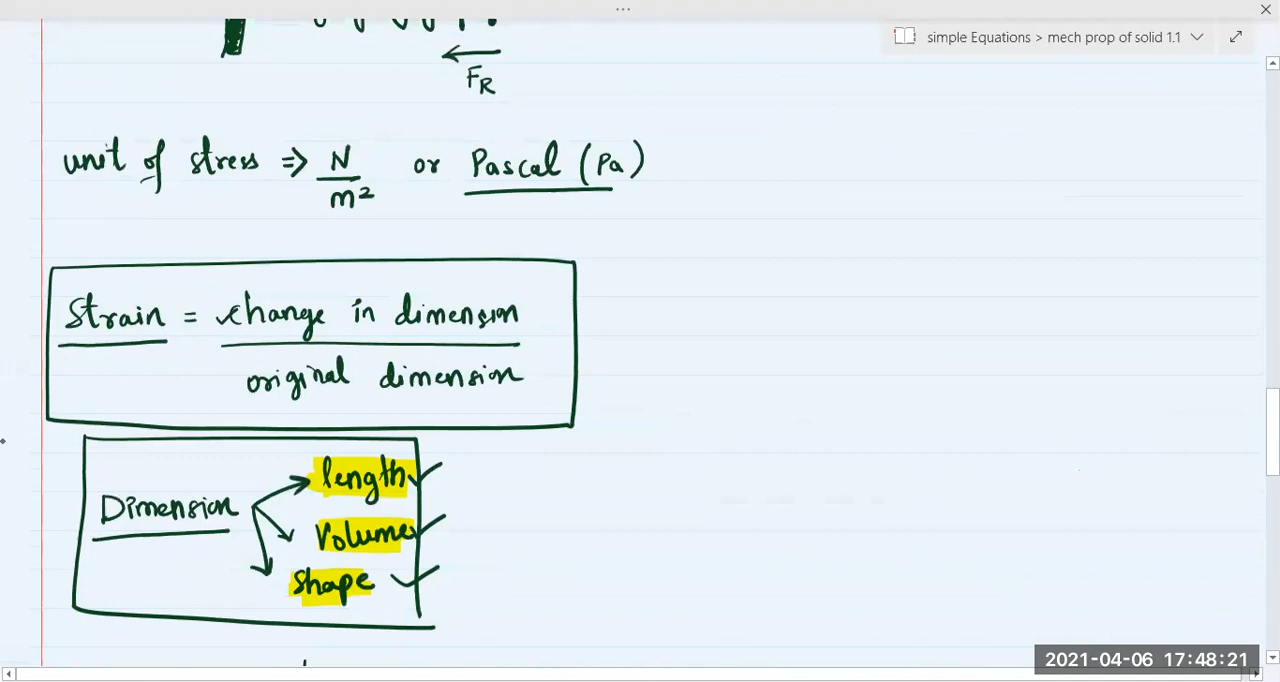 simple Equations > mech prop of solid 1.1
FR
unit of stress => N/m² or Pascal (Pa)
Strain = change in dimension
original dimension
Dimension
length
Volume
shape
2021-04-06 17:48:21